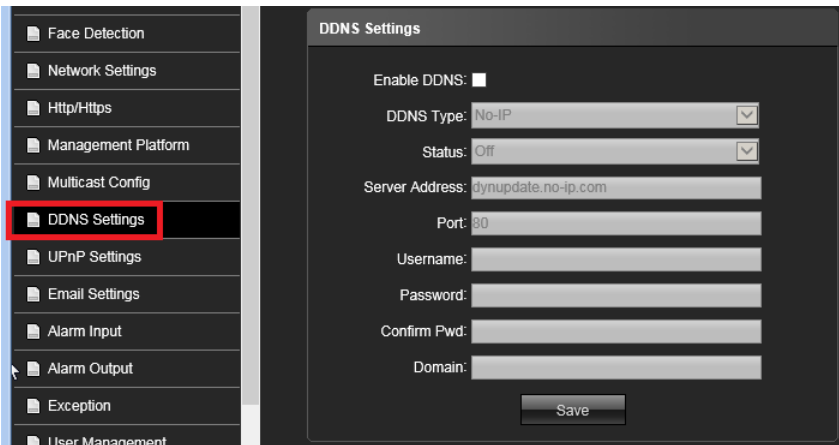 Face Detection
Network Settings
Http/Https
Management Platform
Multicast Config
DDNS Settings
UPnP Settings
Email Settings
Alarm Input
Alarm Output
Exception
User Management
DDNS Settings
Enable DDNS:
DDNS Type: No-IP
Status: Off
Server Address: dynupdate.no-ip.com
Port: 80
Username:
Password:
Confirm Pwd:
Domain:
Save